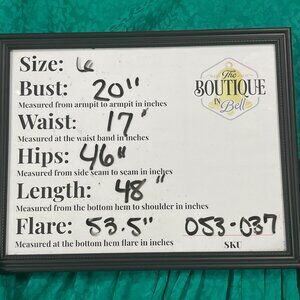 Size: 6
The
BOUTIQUE
IN
Bell
Bust: 20"
Measured from armpit to armpit in inches
Waist: 17"
Measured at the waist band in inches
Hips: 46"
Measured from side seam to seam in inches
Length: 48"
Measured from the bottom hem to shoulder in inches
Flare: 53.5" 053-037
Measured at the bottom hem flare in inches SKU